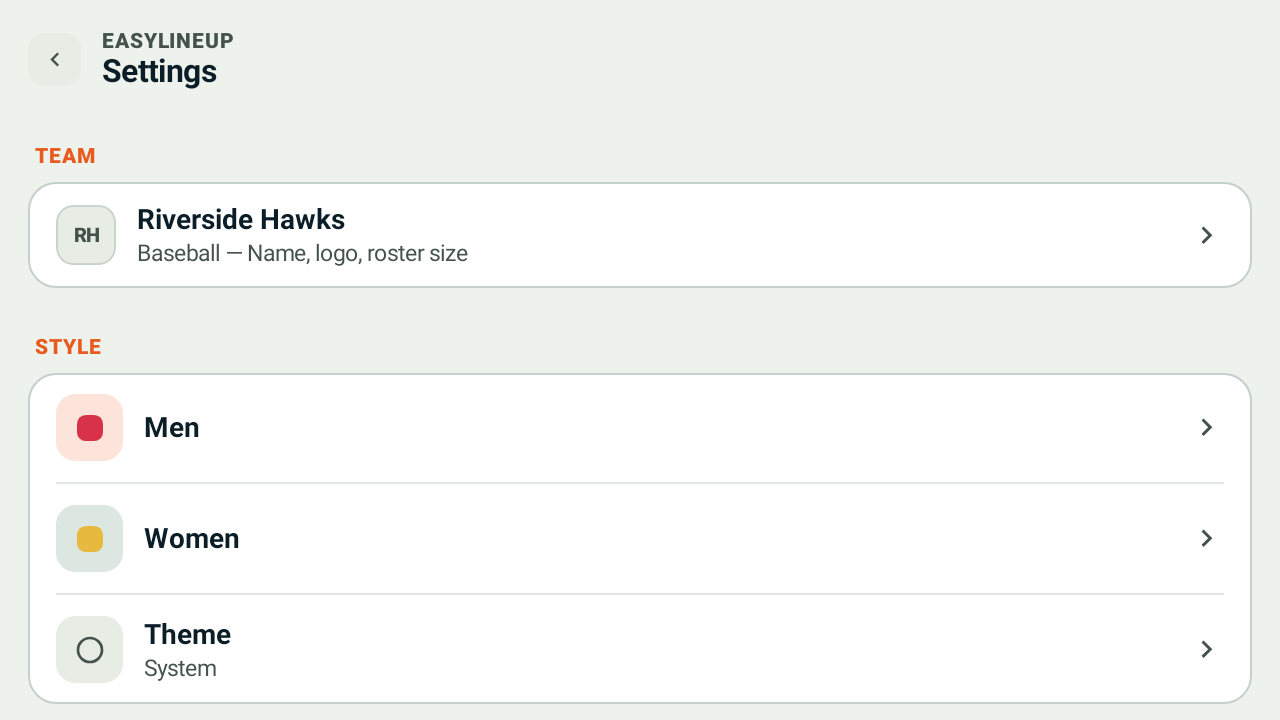 EASYLINEUP
Settings
TEAM
RH
Riverside Hawks
Baseball — Name, logo, roster size
STYLE
Men
Women
Theme
System